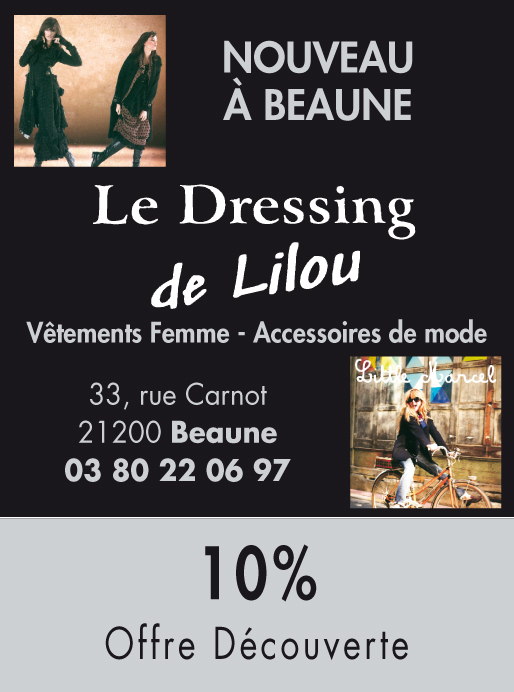 NOUVEAU
À BEAUNE
Le Dressing
de Lilou
Vêtements Femme - Accessoires de mode
Little Marcel
33, rue Carnot
21200 Beaune
03 80 22 06 97
10%
Offre Découverte